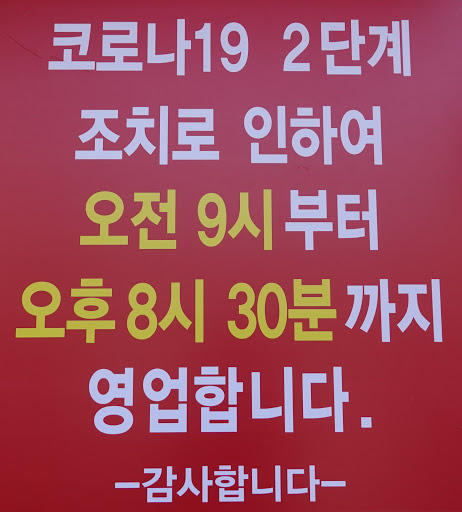 코로나19 2단계
조치로 인하여
오전 9시부터
오후8시 30분까지
영업합니다.
-감사합니다-